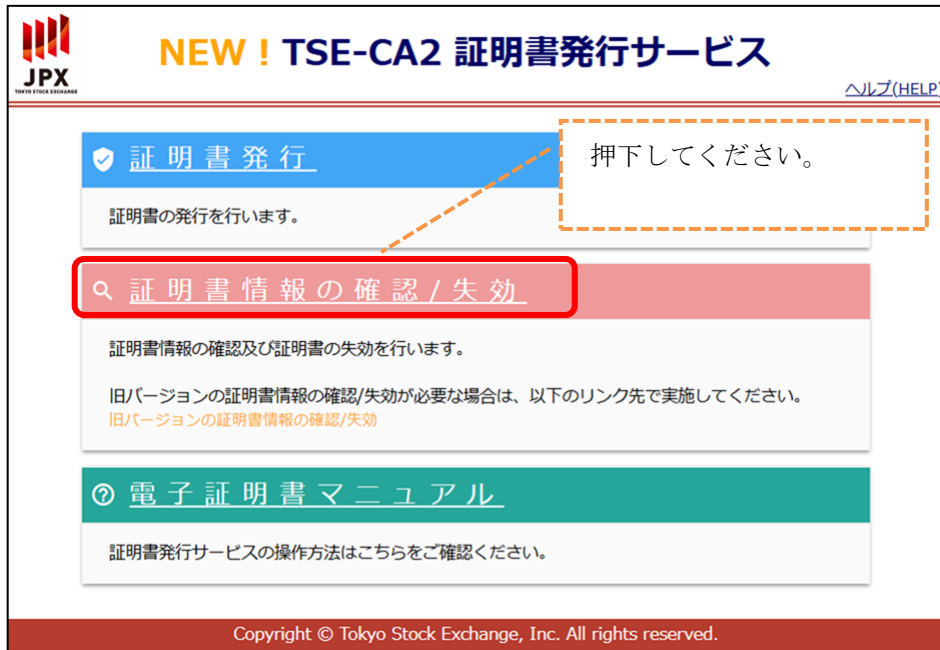 JPX
TOKYO STOCK EXCHANGE
NEW ! TSE-CA2 証明書発行サービス
ヘルプ(HELP)
証明書発行
押下してください。
証明書の発行を行います。
証明書情報の確認/失効
証明書情報の確認及び証明書の失効を行います。
旧バージョンの証明書情報の確認/失効が必要な場合は、以下のリンク先で実施してください。
旧バージョンの証明書情報の確認/失効
電子証明書マニュアル
証明書発行サービスの操作方法はこちらをご確認ください。
Copyright © Tokyo Stock Exchange, Inc. All rights reserved.